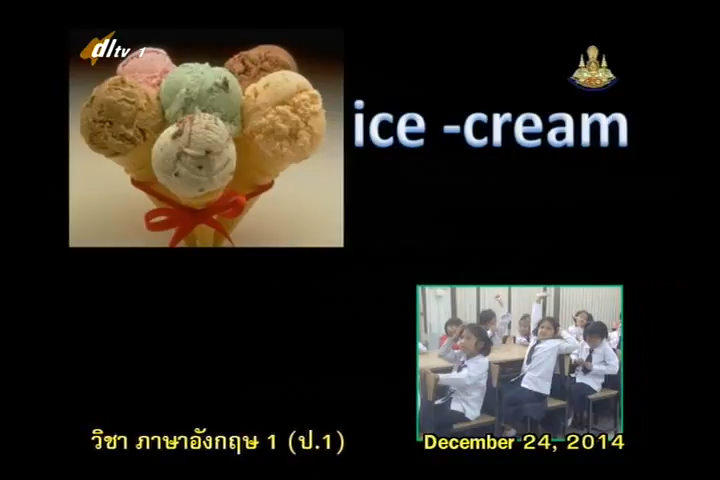 dltv 1
ice -cream
วิชา ภาษาอังกฤษ 1 (ป.1)
December 24, 2014